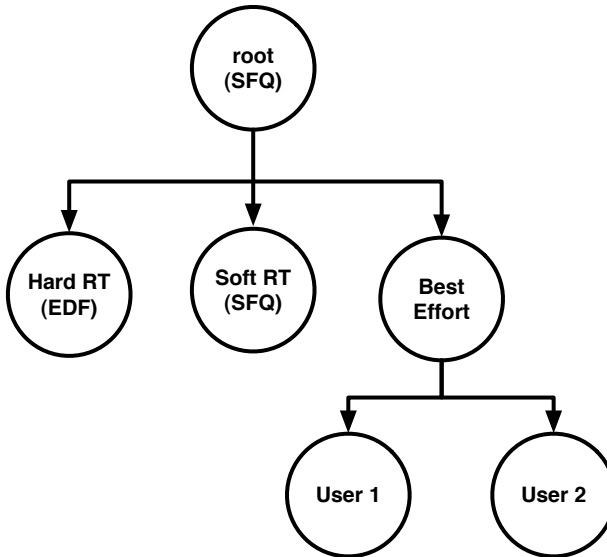 root
(SFQ)
Hard RT
(EDF)
Soft RT
(SFQ)
Best
Effort
User 1
User 2